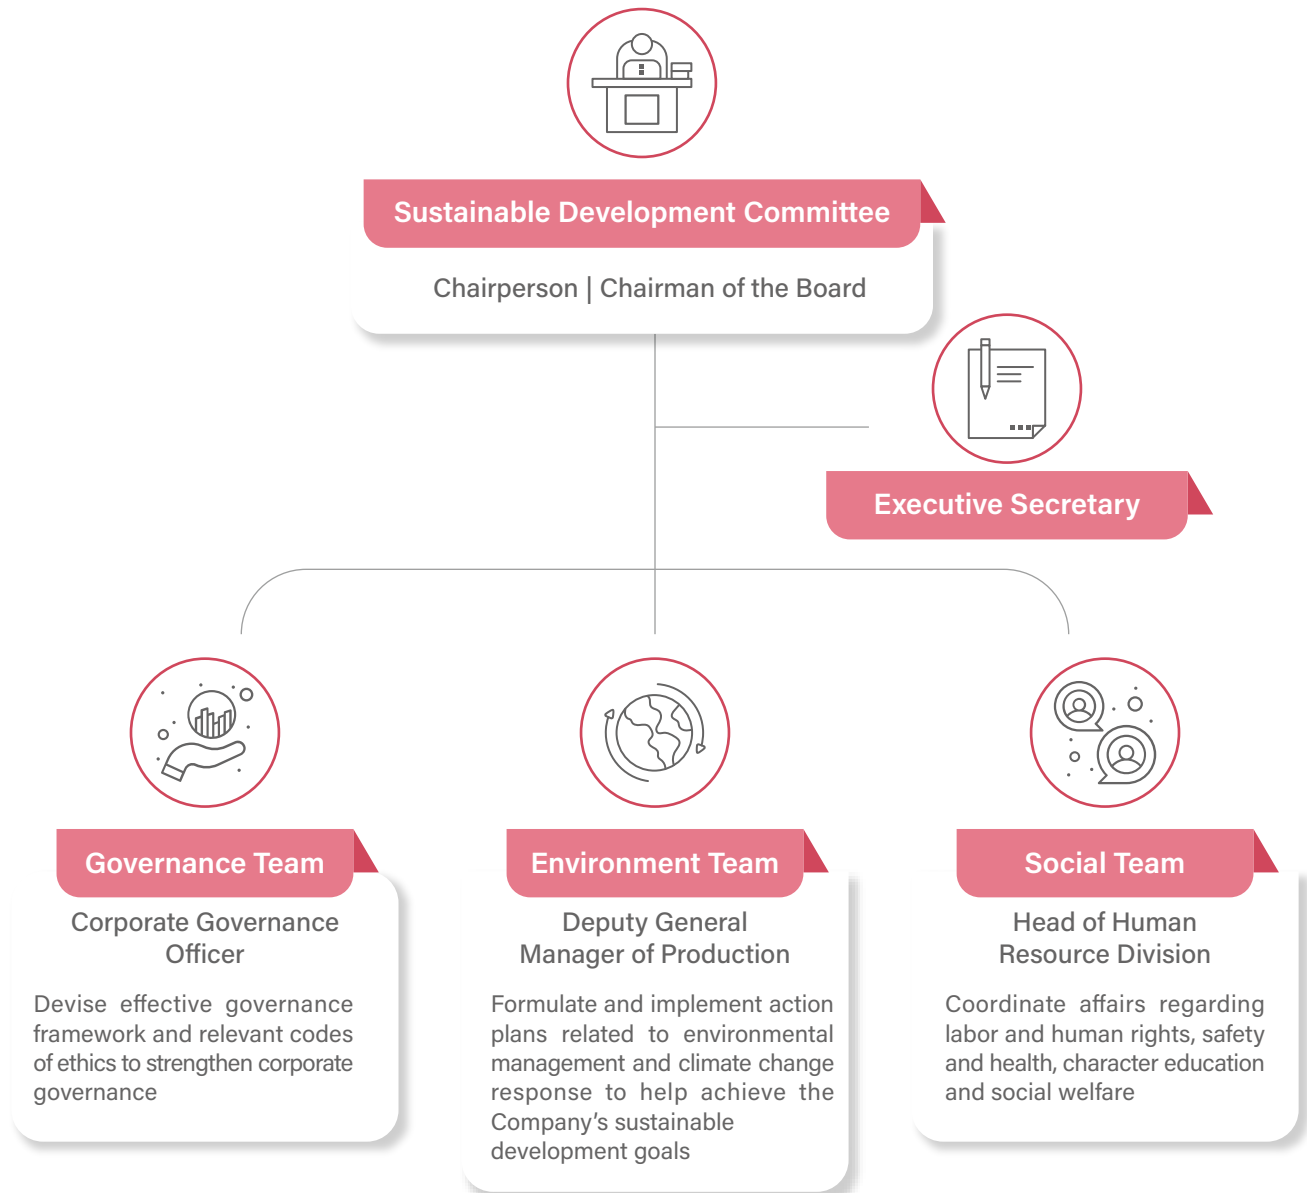 Sustainable Development Committee
Chairperson | Chairman of the Board
Executive Secretary
Governance Team
Corporate Governance
Officer
Devise effective governance
framework and relevant codes
of ethics to strengthen corporate
governance
Environment Team
Deputy General
Manager of Production
Formulate and implement action
plans related to environmental
management and climate change
response to help achieve the
Company’s sustainable
development goals
Social Team
Head of Human
Resource Division
Coordinate affairs regarding
labor and human rights, safety
and health, character education
and social welfare